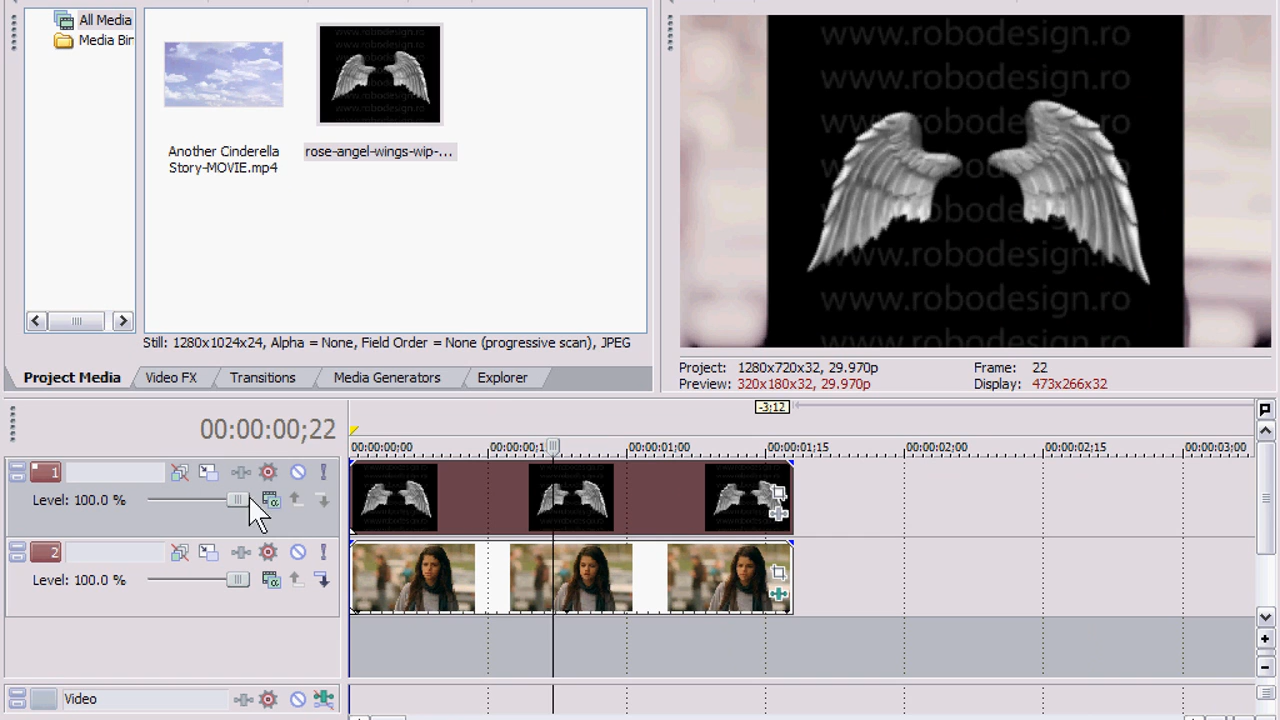 All Media
Media Bir
Another Cinderella
Story-MOVIE.mp4
rose-angel-wings-wip-...
Still: 1280x1024x24, Alpha = None, Field Order = None (progressive scan), JPEG
Project Media
Video FX
Transitions
Media Generators
Explorer
www.robodesign.ro
www.robodesign.ro
www.robodesign.ro
www.robodesign.ro
www.robodesign.ro
www.robodesign.ro
Project: 1280x720x32, 29.970p
Frame: 22
Preview: 320x180x32, 29.970p
Display: 473x266x32
-3;12
00:00:00;22
00:00:00;00
00:00:00;1
00:00:01;00
00:00:01;15
00:00:02;00
00:00:02;15
00:00:03;00
1
Level: 100.0 %
2
Level: 100.0 %
Video